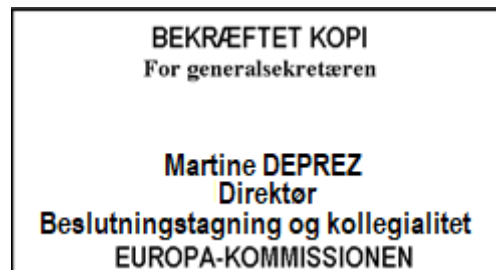 BEKRÆFTET KOPI
For generalsekretæren
Martine DEPREZ
Direktør
Beslutningstagning og kollegialitet
EUROPA-KOMMISSIONEN